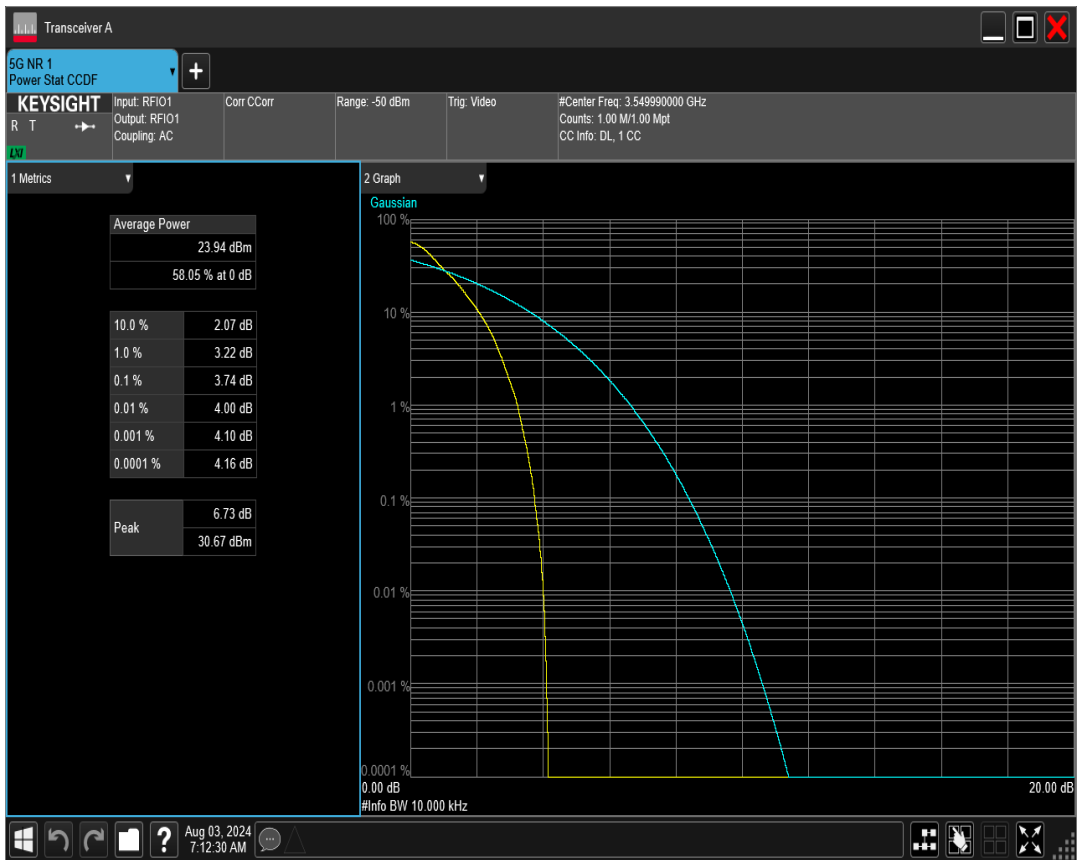 Transceiver A
5G NR 1
Power Stat CCDF
KEYSIGHT
R T
LXI
Input: RFIO1
Output: RFIO1
Coupling: AC
Corr CCorr
Range: -50 dBm
Trig: Video
#Center Freq: 3.549990000 GHz
Counts: 1.00 M/1.00 Mpt
CC Info: DL, 1 CC
1 Metrics
Average Power
23.94 dBm
58.05 % at 0 dB
10.0 % 2.07 dB
1.0 % 3.22 dB
0.1 % 3.74 dB
0.01 % 4.00 dB
0.001 % 4.10 dB
0.0001 % 4.16 dB
Peak
6.73 dB
30.67 dBm
2 Graph
Gaussian
100 %
10 %
1 %
0.1 %
0.01 %
0.001 %
0.0001 %
0.00 dB 20.00 dB
#Info BW 10.000 kHz
?
Aug 03, 2024
7:12:30 AM